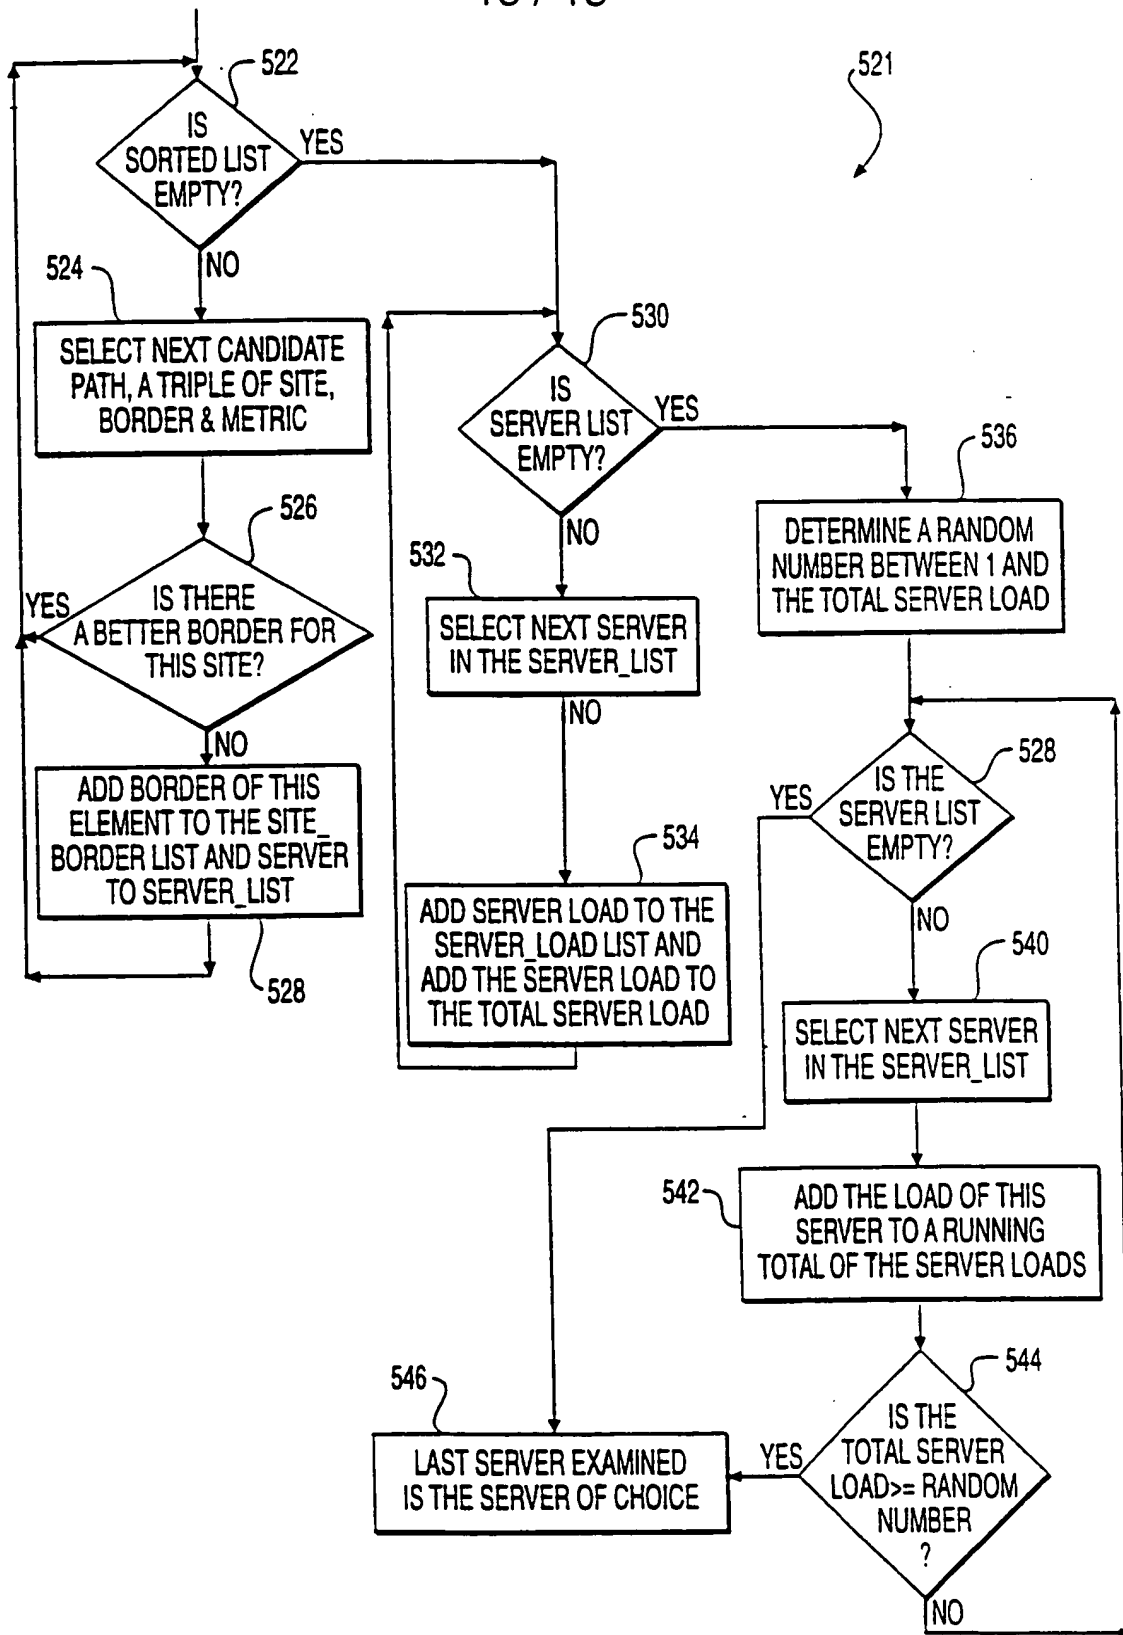 522
521
IS
SORTED LIST
EMPTY?
YES
NO
524
SELECT NEXT CANDIDATE
PATH, A TRIPLE OF SITE,
BORDER & METRIC
526
YES
IS THERE
A BETTER BORDER FOR
THIS SITE?
NO
ADD BORDER OF THIS
ELEMENT TO THE SITE_
BORDER LIST AND SERVER
TO SERVER_LIST
528
530
IS
SERVER LIST
EMPTY?
YES
NO
532
SELECT NEXT SERVER
IN THE SERVER_LIST
NO
534
ADD SERVER LOAD TO THE
SERVER_LOAD LIST AND
ADD THE SERVER LOAD TO
THE TOTAL SERVER LOAD
536
DETERMINE A RANDOM
NUMBER BETWEEN 1 AND
THE TOTAL SERVER LOAD
528
YES
IS THE
SERVER LIST
EMPTY?
NO
540
SELECT NEXT SERVER
IN THE SERVER_LIST
542
ADD THE LOAD OF THIS
SERVER TO A RUNNING
TOTAL OF THE SERVER LOADS
544
IS THE
TOTAL SERVER
LOAD>= RANDOM
NUMBER
?
YES
NO
546
LAST SERVER EXAMINED
IS THE SERVER OF CHOICE